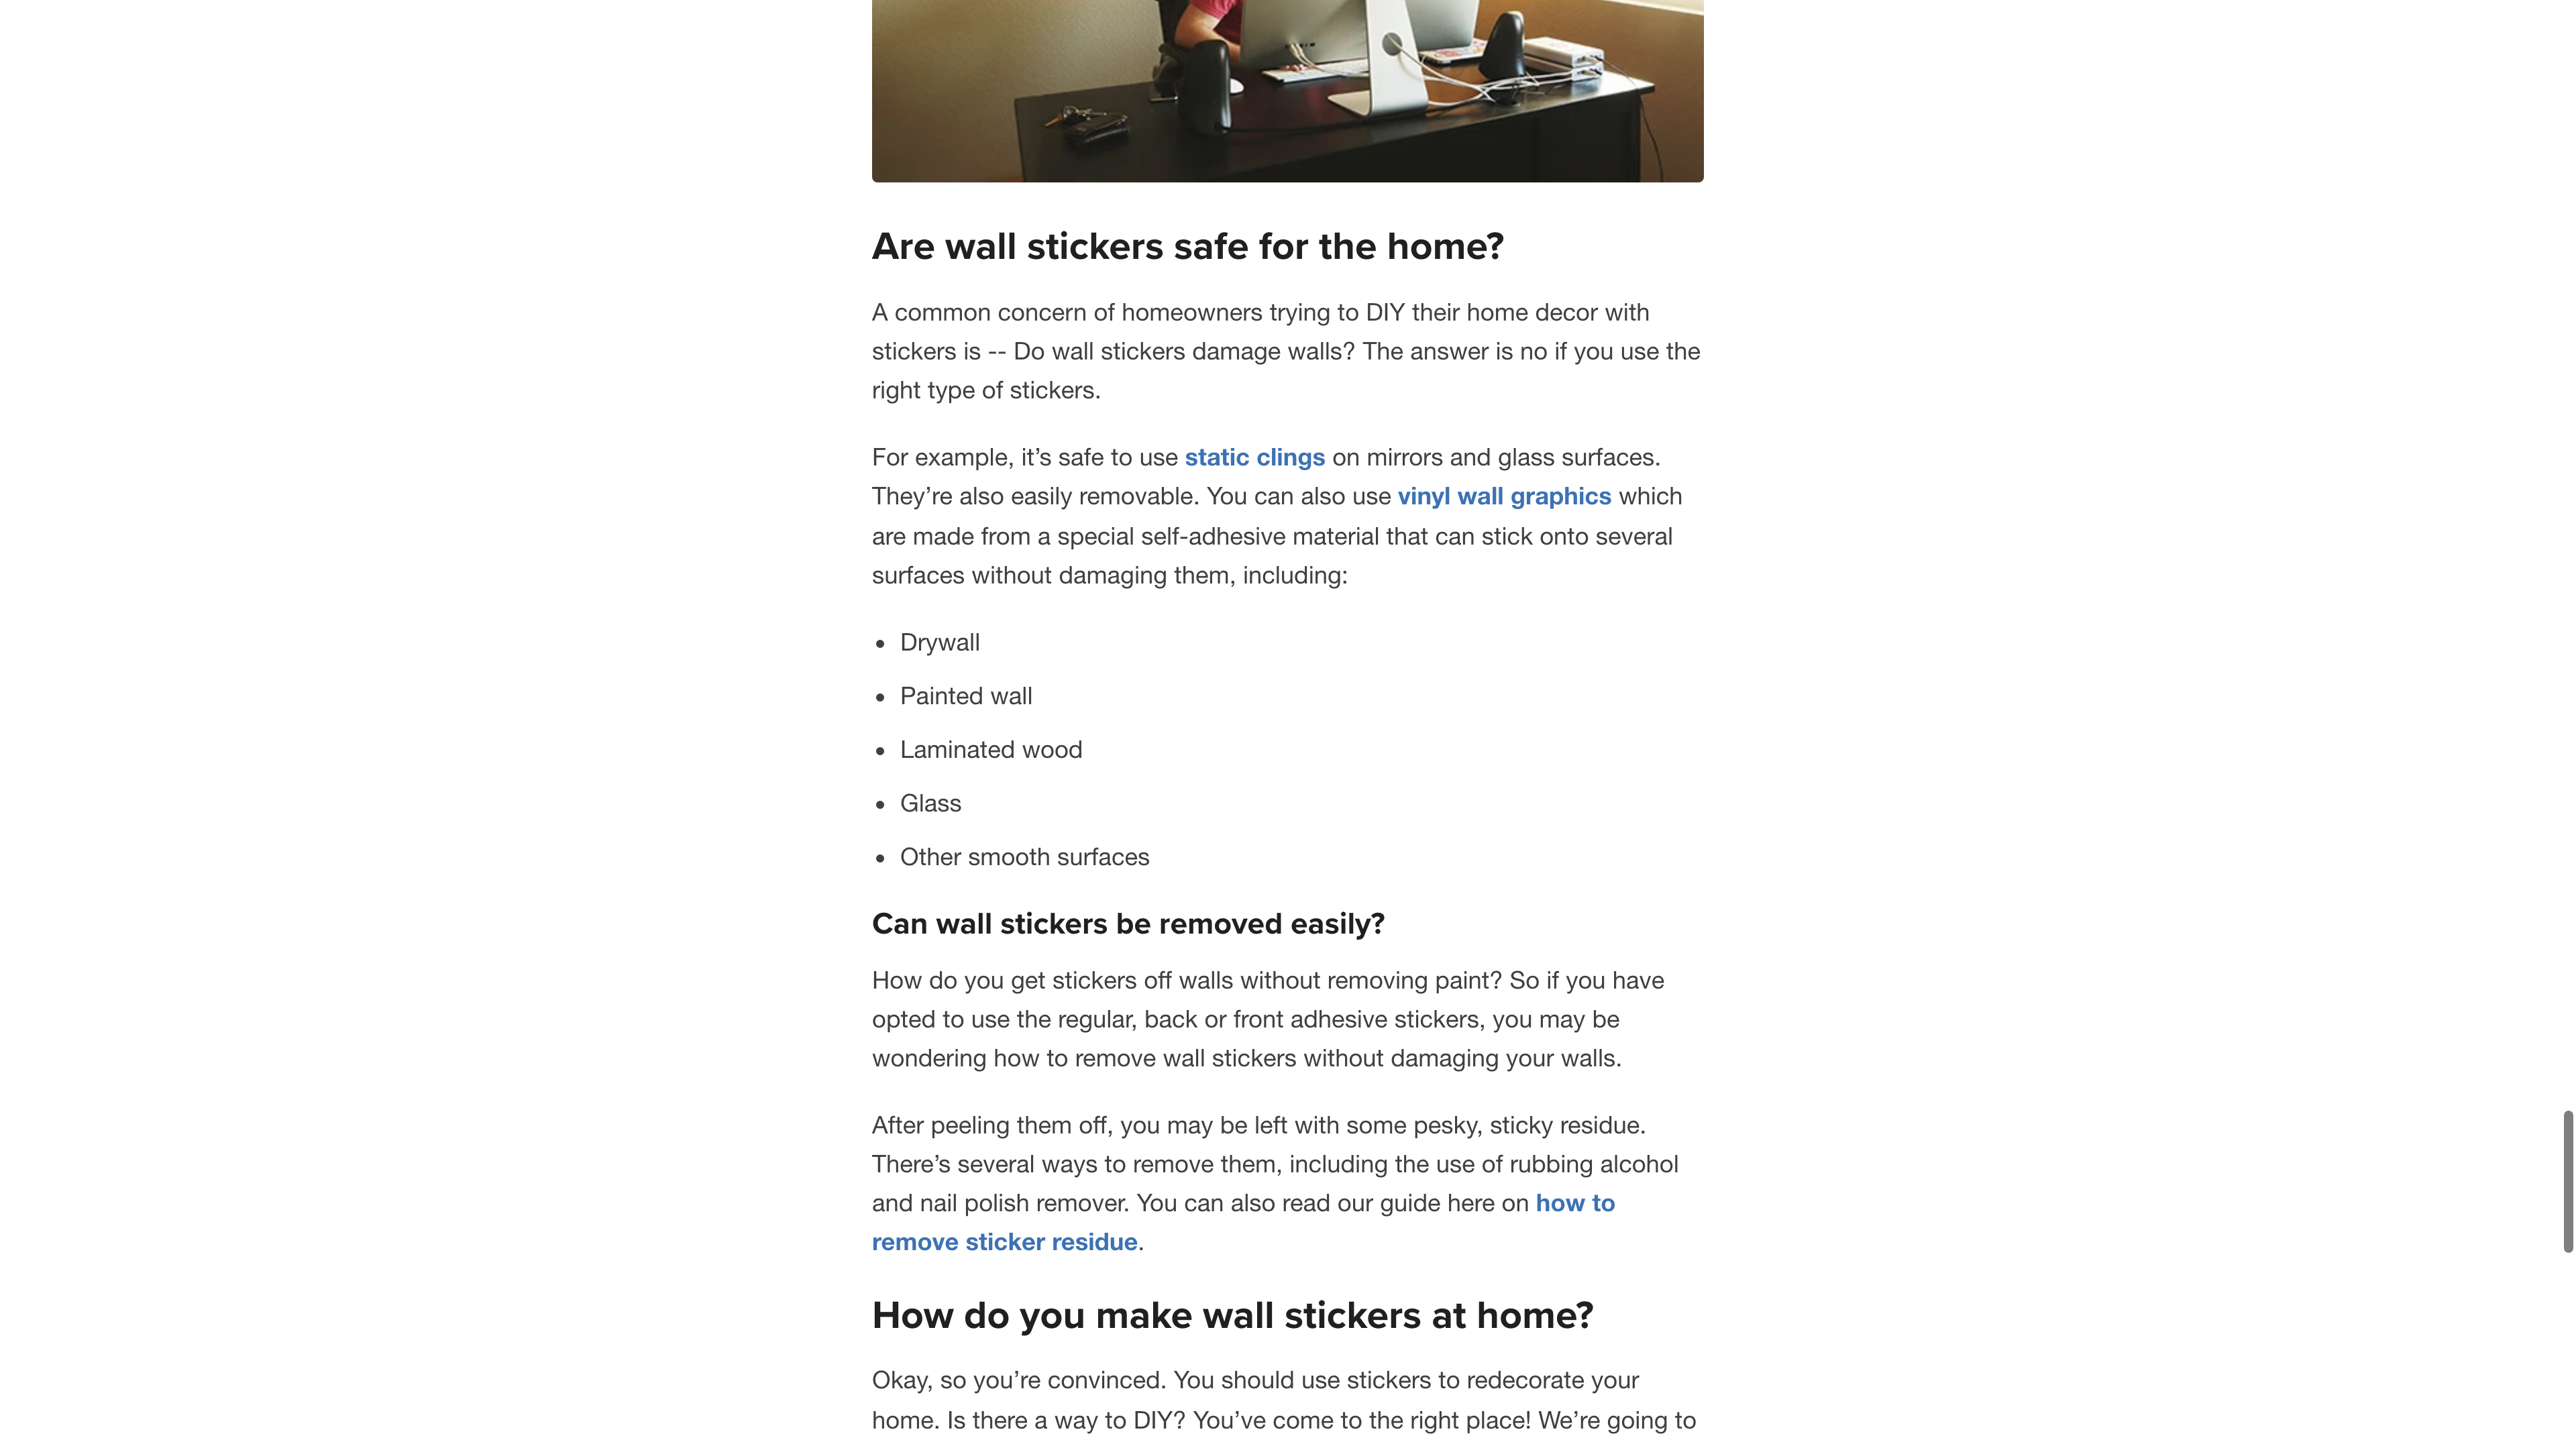 Are wall stickers safe for the home?
A common concern of homeowners trying to DIY their home decor with
stickers is -- Do wall stickers damage walls? The answer is no if you use the
right type of stickers.
For example, it’s safe to use static clings on mirrors and glass surfaces.
They’re also easily removable. You can also use vinyl wall graphics which
are made from a special self-adhesive material that can stick onto several
surfaces without damaging them, including:
• Drywall
• Painted wall
• Laminated wood
• Glass
• Other smooth surfaces
Can wall stickers be removed easily?
How do you get stickers off walls without removing paint? So if you have
opted to use the regular, back or front adhesive stickers, you may be
wondering how to remove wall stickers without damaging your walls.
After peeling them off, you may be left with some pesky, sticky residue.
There’s several ways to remove them, including the use of rubbing alcohol
and nail polish remover. You can also read our guide here on how to
remove sticker residue.
How do you make wall stickers at home?
Okay, so you’re convinced. You should use stickers to redecorate your
home. Is there a way to DIY? You’ve come to the right place! We’re going to